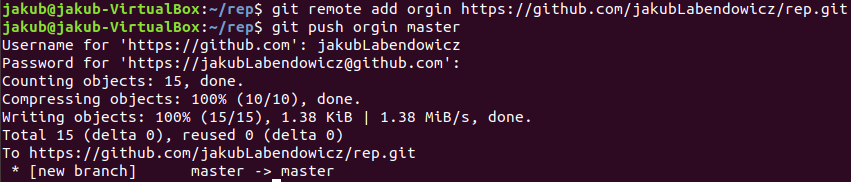 jakub@jakub-VirtualBox:~/rep$ git remote add orgin https://github.com/jakubLabendowicz/rep.git
jakub@jakub-VirtualBox:~/rep$ git push orgin master
Username for 'https://github.com': jakubLabendowicz
Password for 'https://jakubLabendowicz@github.com':
Counting objects: 15, done.
Compressing objects: 100% (10/10), done.
Writing objects: 100% (15/15), 1.38 KiB | 1.38 MiB/s, done.
Total 15 (delta 0), reused 0 (delta 0)
To https://github.com/jakubLabendowicz/rep.git
 * [new branch]      master -> master